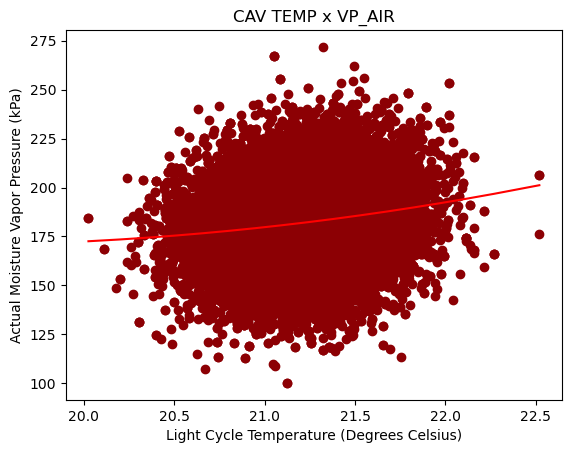 CAV TEMP x VP_AIR
Actual Moisture Vapor Pressure (kPa)
275
250
225
200
175
150
125
100
20.0 20.5 21.0 21.5 22.0 22.5
Light Cycle Temperature (Degrees Celsius)